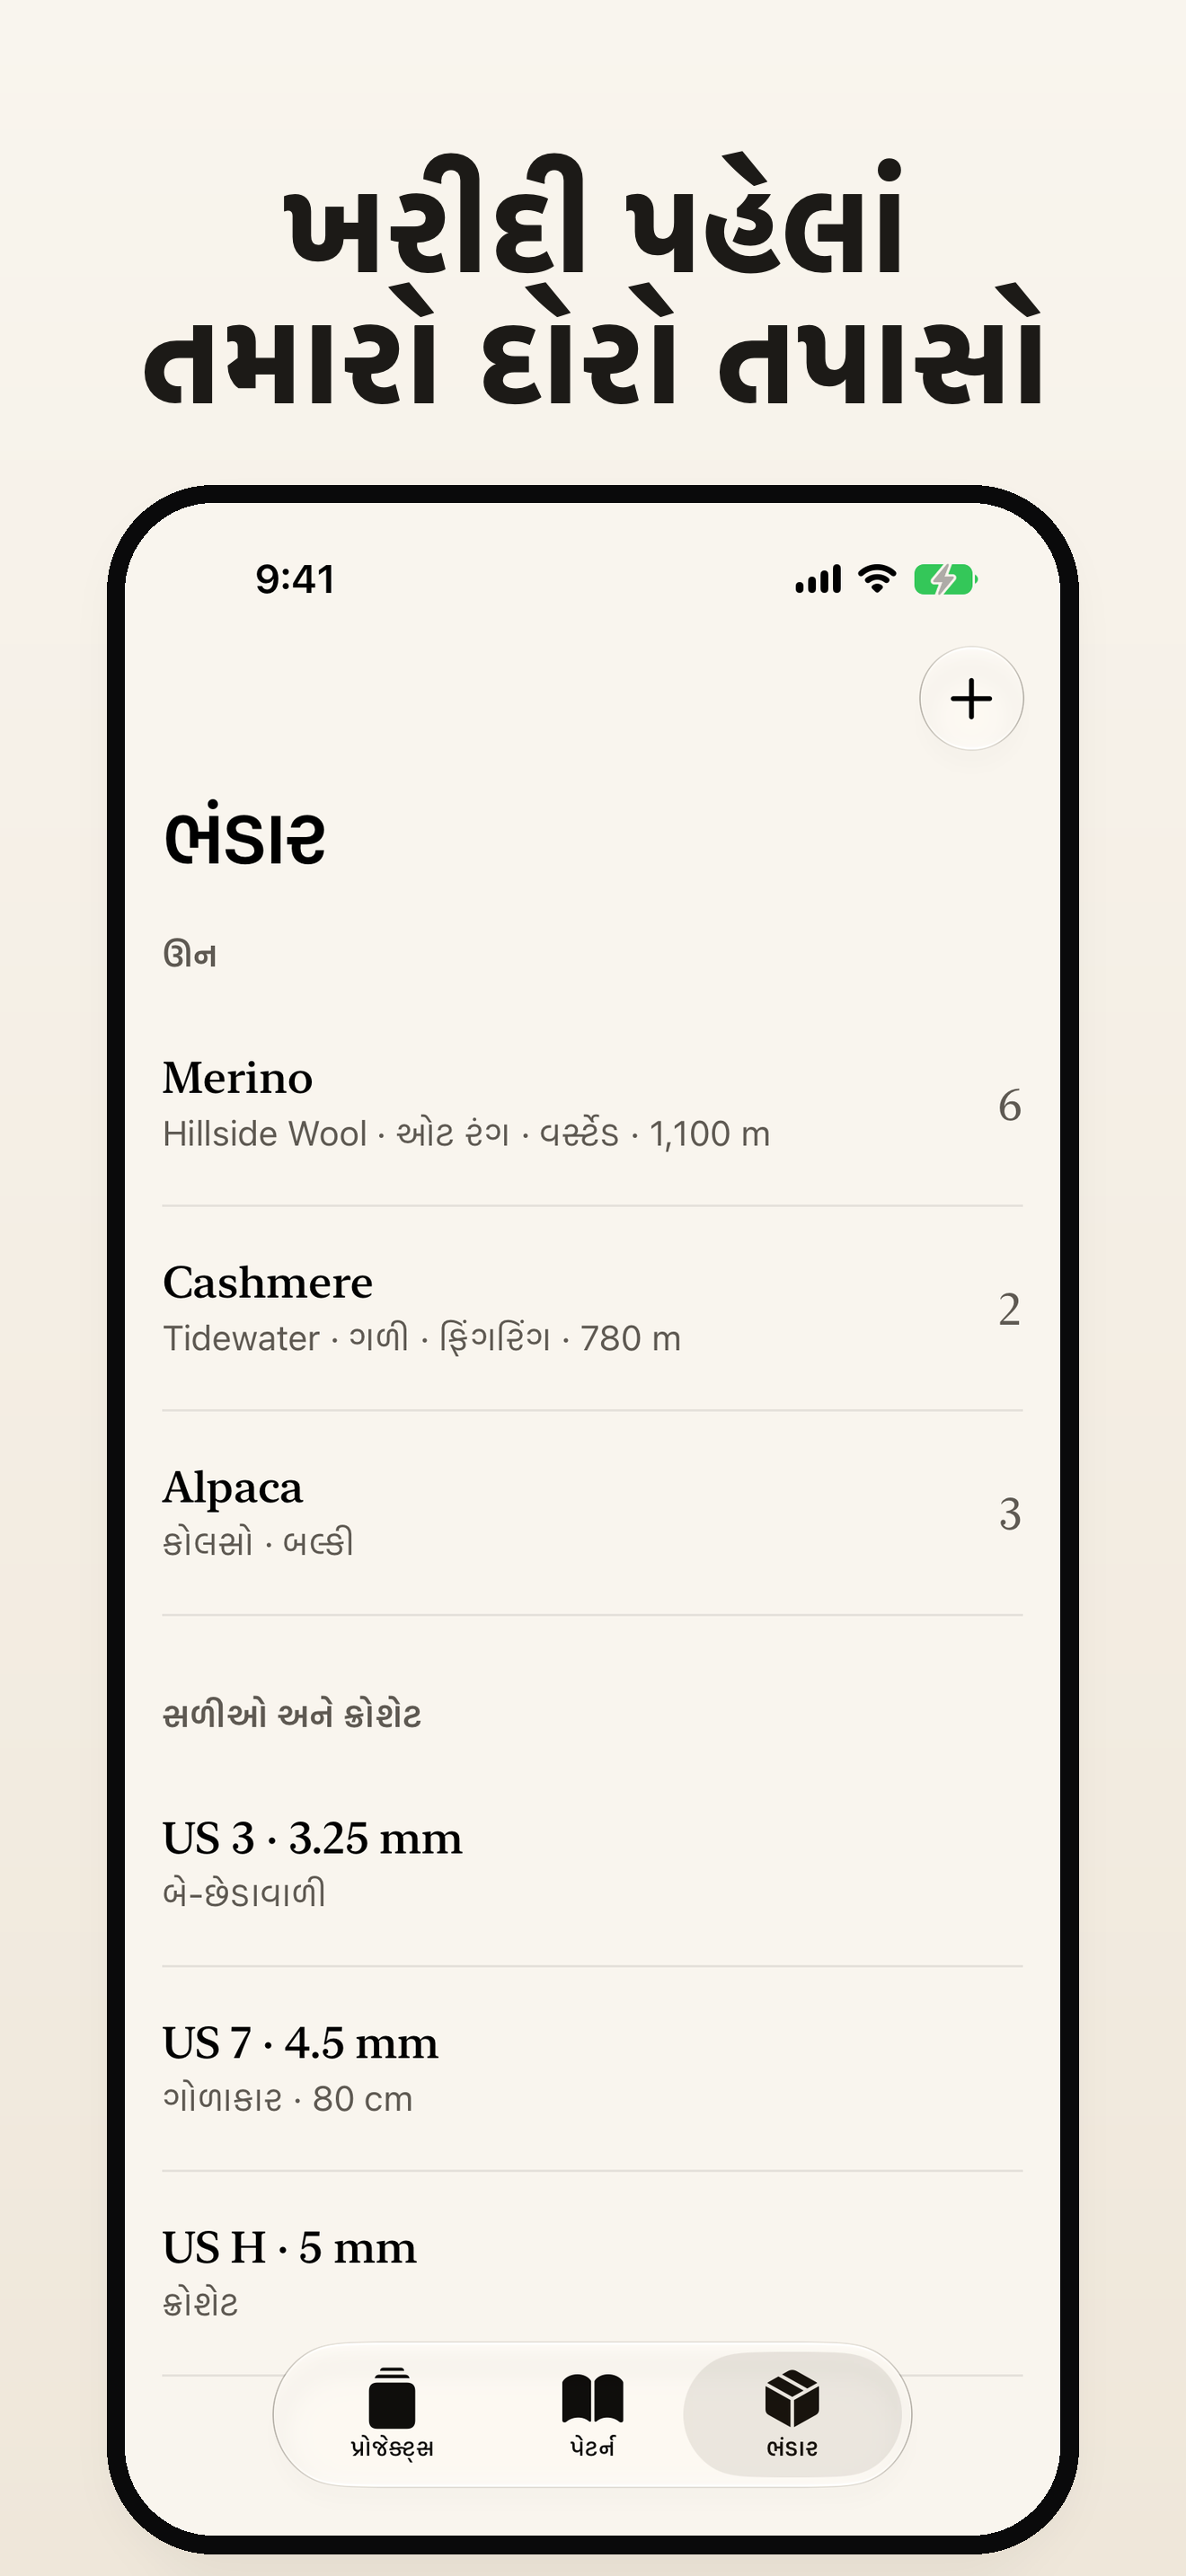 ખરીદી પહેલાં
તમારો દોરો તપાસો
9:41
ભંડાર
ઊન
Merino
Hillside Wool · ઓટ રંગ · વર્સ્ટેડ · 1,100 m
6
Cashmere
Tidewater · ગળી · ફિંગરિંગ · 780 m
2
Alpaca
કોલસો · બલ્કી
3
સળીઓ અને ક્રોશેટ
US 3 · 3.25 mm
બે-છેડાવાળી
US 7 · 4.5 mm
ગોળાકાર · 80 cm
US H · 5 mm
ક્રોશેટ
પ્રોજેક્ટ્સ
પેટર્ન
ભંડાર